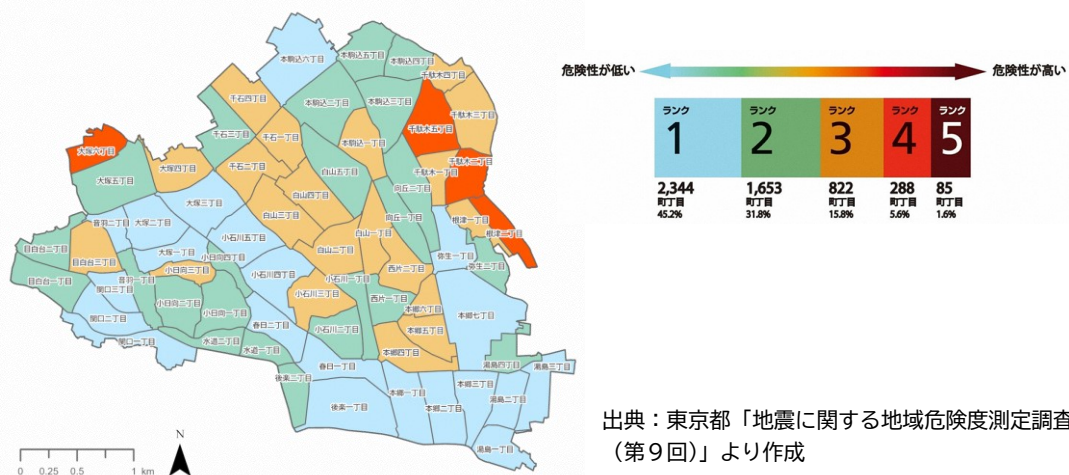 本駒込六丁目
本駒込五丁目
本駒込四丁目
千駄木四丁目
千石四丁目
本駒込二丁目
本駒込三丁目
千駄木三丁目
千石三丁目
千石一丁目
本駒込一丁目
千駄木五丁目
大塚六丁目
大塚四丁目
千石二丁目
白山五丁目
千駄木二丁目
千駄木一丁目
大塚五丁目
白山四丁目
向丘二丁目
大塚三丁目
白山三丁目
向丘一丁目
根津一丁目
音羽二丁目
大塚二丁目
小石川五丁目
白山一丁目
根津二丁目
目白台二丁目
大塚一丁目
小日向四丁目
白山二丁目
弥生一丁目
目白台三丁目
小日向三丁目
小石川四丁目
西片二丁目
弥生二丁目
目白台一丁目
音羽一丁目
小石川一丁目
関口三丁目
小石川三丁目
西片一丁目
本郷六丁目
小日向二丁目
小日向一丁目
本郷七丁目
関口二丁目
春日二丁目
小石川二丁目
本郷五丁目
関口一丁目
水道二丁目
水道一丁目
本郷四丁目
春日一丁目
湯島四丁目
湯島三丁目
後楽二丁目
本郷三丁目
後楽一丁目
本郷一丁目
本郷二丁目
湯島二丁目
湯島一丁目
N
0 0.25 0.5 1 km
危険性が低い 危険性が高い
ランク ランク ランク ランク ランク
1 2 3 4 5
2,344 1,653 822 288 85
町丁目 町丁目 町丁目 町丁目 町丁目
45.2% 31.8% 15.8% 5.6% 1.6%
出典：東京都「地震に関する地域危険度測定調査
（第９回）」より作成